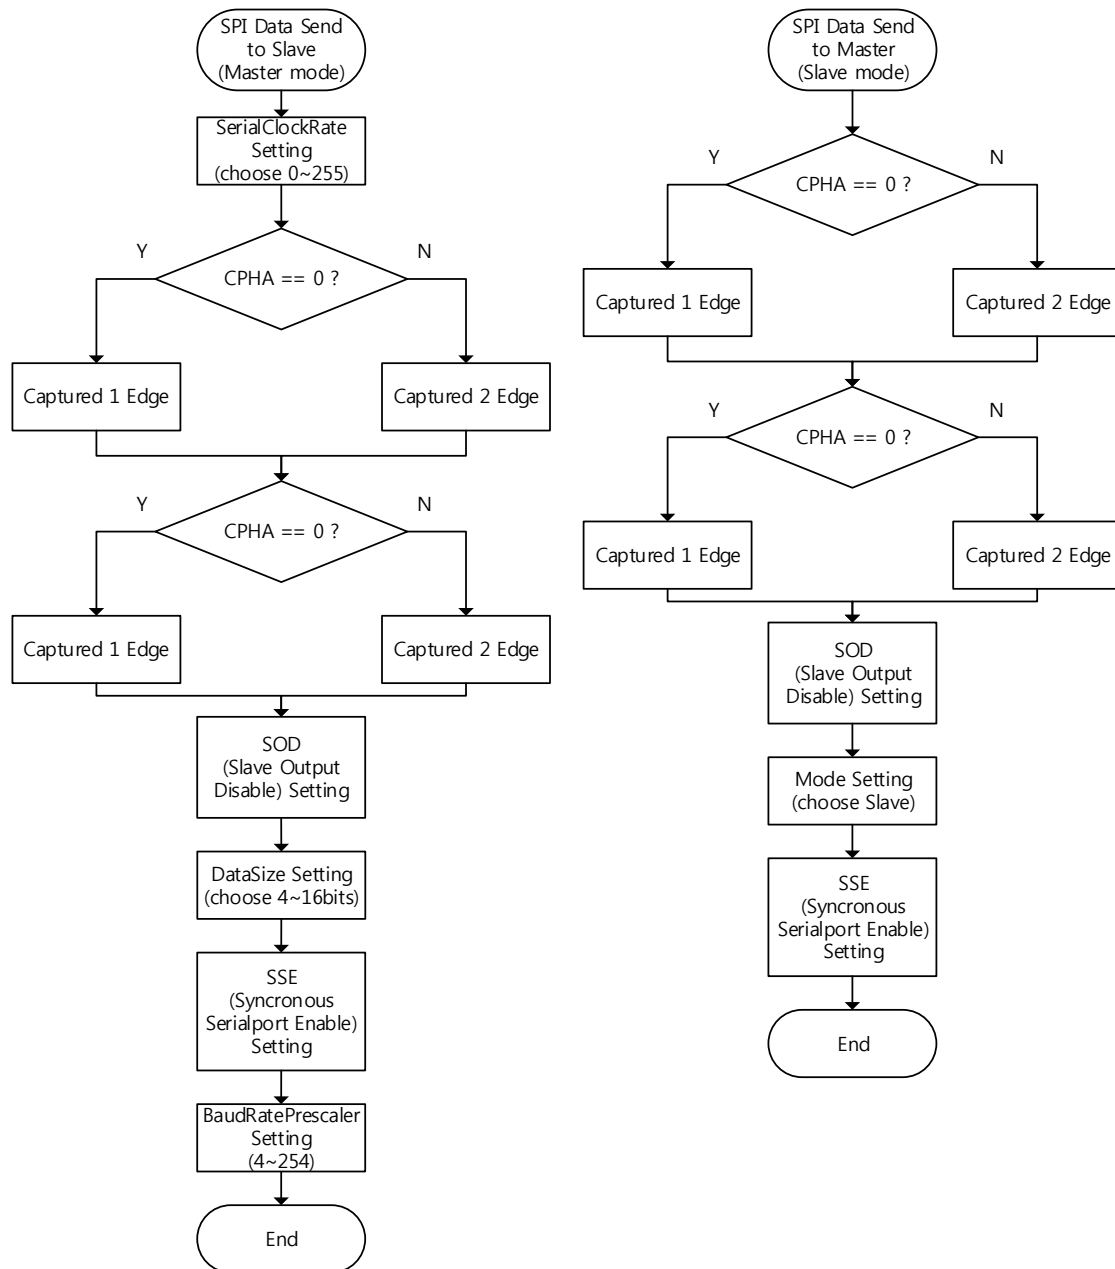 SPI Data Send
to Slave
(Master mode)
SerialClockRate
Setting
(choose 0~255)
Y
N
CPHA == 0 ?
Captured 1 Edge
Captured 2 Edge
Y
N
CPHA == 0 ?
Captured 1 Edge
Captured 2 Edge
SOD
(Slave Output
Disable) Setting
DataSize Setting
(choose 4~16bits)
SSE
(Syncronous
Serialport Enable)
Setting
BaudRatePrescaler
Setting
(4~254)
End
SPI Data Send
to Master
(Slave mode)
Y
N
CPHA == 0 ?
Captured 1 Edge
Captured 2 Edge
Y
N
CPHA == 0 ?
Captured 1 Edge
Captured 2 Edge
SOD
(Slave Output
Disable) Setting
Mode Setting
(choose Slave)
SSE
(Syncronous
Serialport Enable)
Setting
End